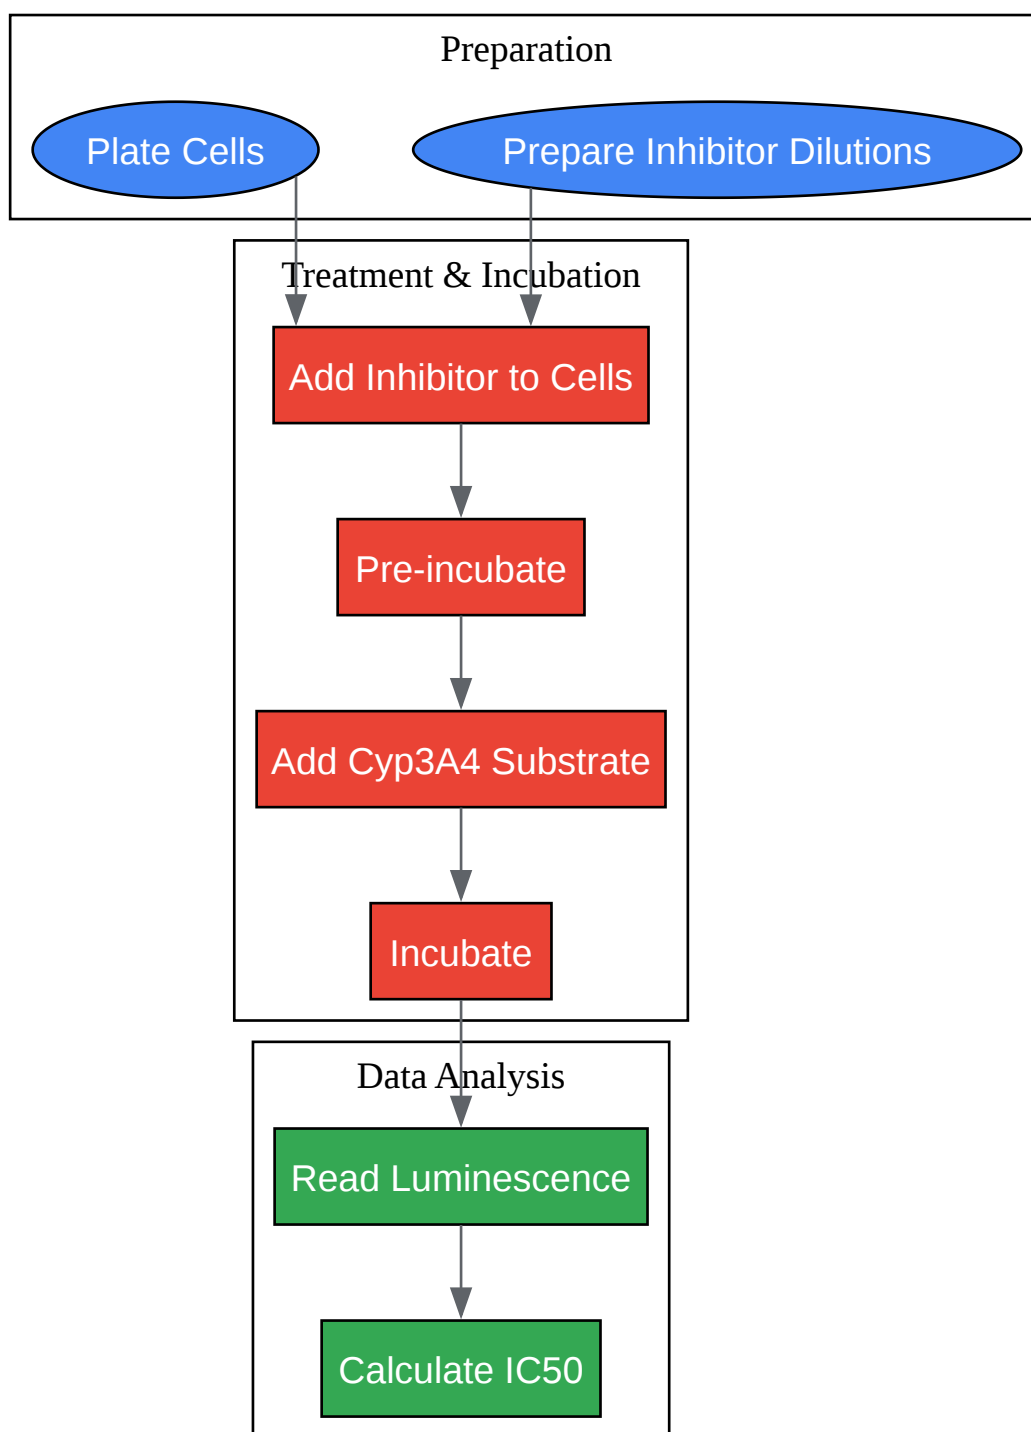 Preparation
Plate Cells
Prepare Inhibitor Dilutions
Treatment & Incubation
Add Inhibitor to Cells
Pre-incubate
Add Cyp3A4 Substrate
Incubate
Data Analysis
Read Luminescence
Calculate IC50